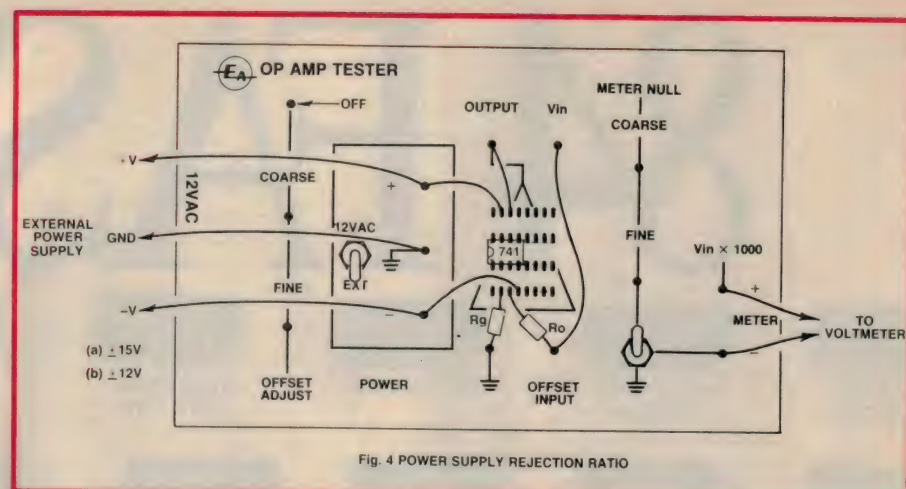 EA OP AMP TESTER
OFF
OUTPUT
Vin
METER NULL
COARSE
+V
12VAC
COARSE
+
12VAC
EXTERNAL
POWER
SUPPLY
GND
741
FINE
Vin × 1000
FINE
EXT
+
METER
TO
VOLTMETER
–V
–
Rg
Ro
–
(a) ±15V
(b) ±12V
OFFSET
ADJUST
POWER
OFFSET
INPUT
Fig. 4 POWER SUPPLY REJECTION RATIO